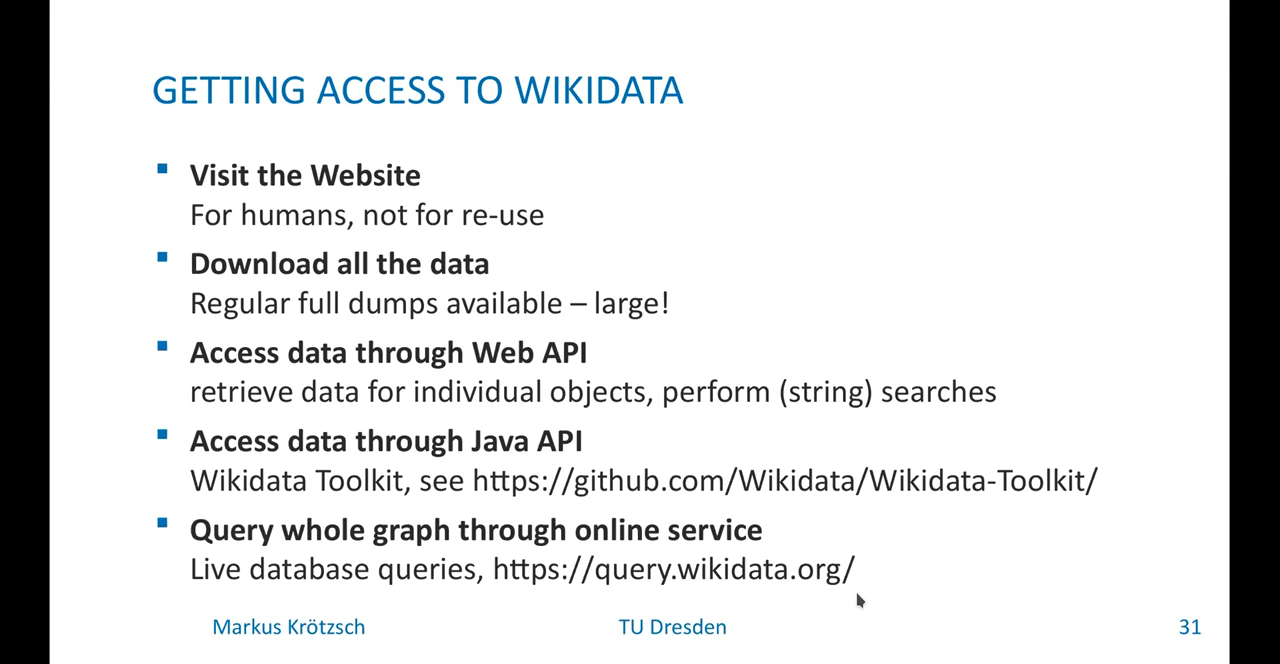 GETTING ACCESS TO WIKIDATA
Visit the Website
For humans, not for re-use
Download all the data
Regular full dumps available – large!
Access data through Web API
retrieve data for individual objects, perform (string) searches
Access data through Java API
Wikidata Toolkit, see https://github.com/Wikidata/Wikidata-Toolkit/
Query whole graph through online service
Live database queries, https://query.wikidata.org/
Markus Krötzsch TU Dresden 31